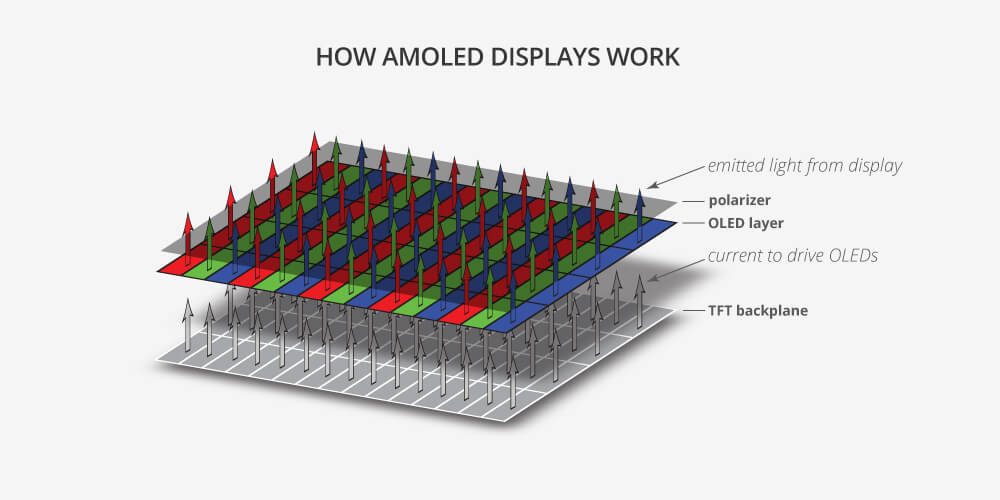 HOW AMOLED DISPLAYS WORK
emitted light from display
polarizer
OLED layer
current to drive OLEDs
TFT backplane